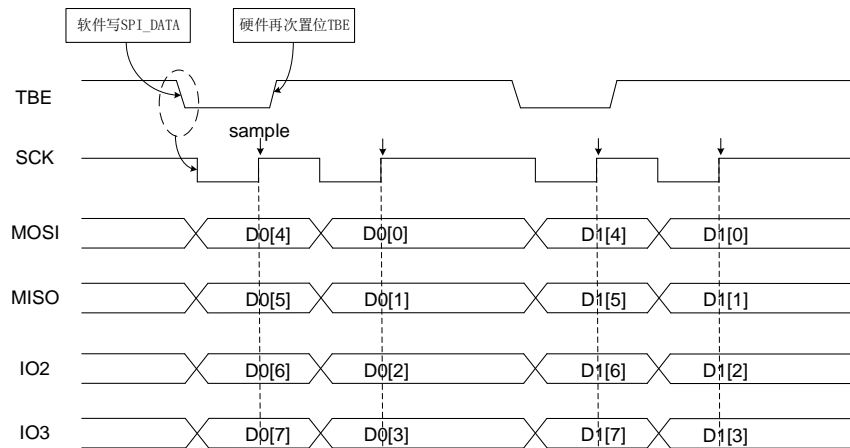 软件写SPI_DATA
硬件再次置位TBE
TBE
sample
SCK
MOSI D0[4] D0[0] D1[4] D1[0]
MISO D0[5] D0[1] D1[5] D1[1]
IO2 D0[6] D0[2] D1[6] D1[2]
IO3 D0[7] D0[3] D1[7] D1[3]